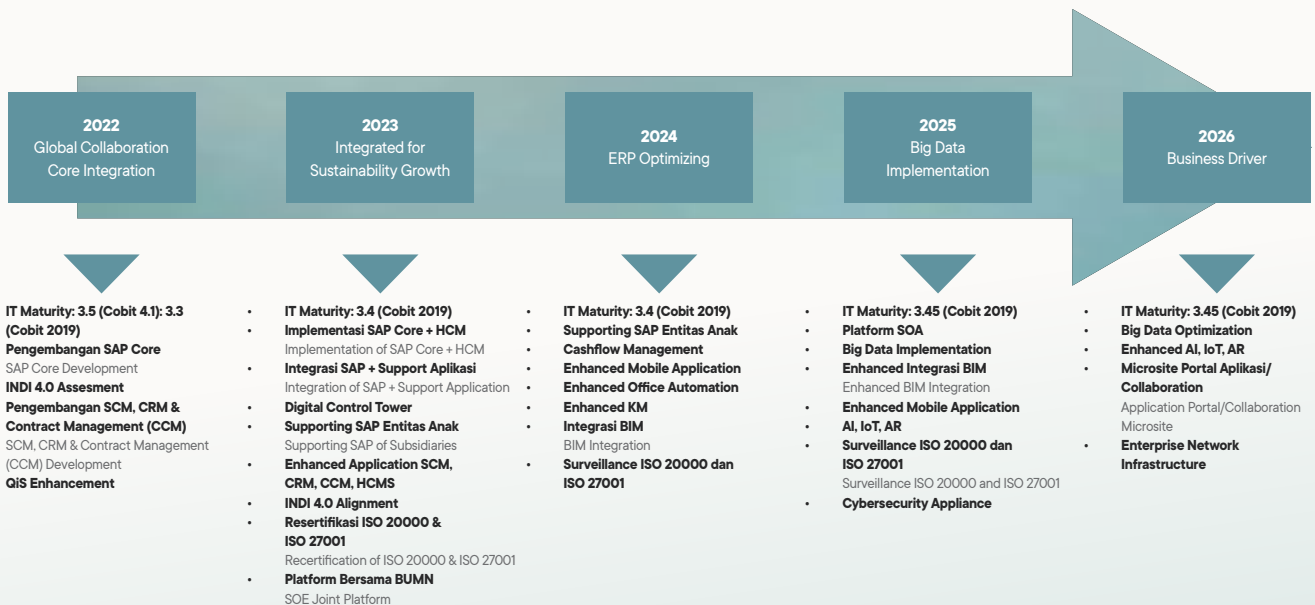 2022
Global Collaboration
Core Integration
2023
Integrated for
Sustainability Growth
2024
ERP Optimizing
2025
Big Data
Implementation
2026
Business Driver
IT Maturity: 3.5 (Cobit 4.1): 3.3
(Cobit 2019)
Pengembangan SAP Core
SAP Core Development
INDI 4.0 Assesment
Pengembangan SCM, CRM &
Contract Management (CCM)
SCM, CRM & Contract Management
(CCM) Development
QiS Enhancement
• IT Maturity: 3.4 (Cobit 2019)
• Implementasi SAP Core + HCM
Implementation of SAP Core + HCM
• Integrasi SAP + Support Aplikasi
Integration of SAP + Support Application
• Digital Control Tower
• Supporting SAP Entitas Anak
Supporting SAP of Subsidiaries
• Enhanced Application SCM,
CRM, CCM, HCMS
• INDI 4.0 Alignment
• Resertifikasi ISO 20000 &
ISO 27001
Recertification of ISO 20000 & ISO 27001
• Platform Bersama BUMN
SOE Joint Platform
• IT Maturity: 3.4 (Cobit 2019)
• Supporting SAP Entitas Anak
• Cashflow Management
• Enhanced Mobile Application
• Enhanced Office Automation
• Enhanced KM
• Integrasi BIM
BIM Integration
• Surveillance ISO 20000 dan
ISO 27001
• IT Maturity: 3.45 (Cobit 2019)
• Platform SOA
• Big Data Implementation
• Enhanced Integrasi BIM
Enhanced BIM Integration
• Enhanced Mobile Application
• AI, IoT, AR
• Surveillance ISO 20000 dan
ISO 27001
Surveillance ISO 20000 and ISO 27001
• Cybersecurity Appliance
• IT Maturity: 3.45 (Cobit 2019)
• Big Data Optimization
• Enhanced AI, IoT, AR
• Microsite Portal Aplikasi/
Collaboration
Application Portal/Collaboration
Microsite
• Enterprise Network
Infrastructure